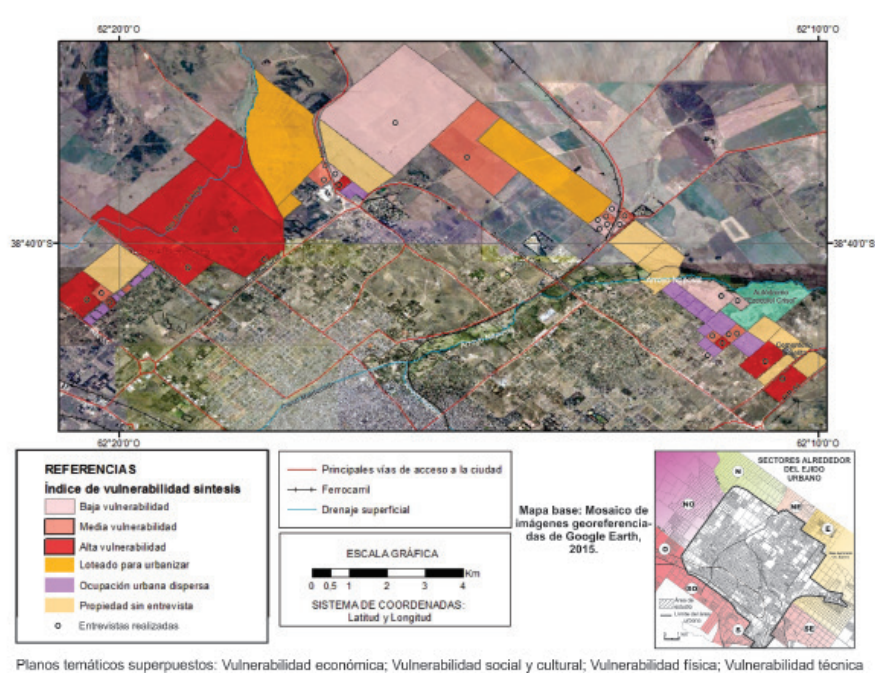 62°20'0"O
62°10'0"O
38°40'0"S
38°40'0"S
62°20'0"O
62°10'0"O
REFERENCIAS
Índice de vulnerabilidad síntesis
Baja vulnerabilidad
Media vulnerabilidad
Alta vulnerabilidad
Loteado para urbanizar
Ocupación urbana dispersa
Propiedad sin entrevista
Entrevistas realizadas
Principales vías de acceso a la ciudad
Ferrocarril
Drenaje superficial
ESCALA GRÁFICA
Km
0 0.5 1 2 3 4
SISTEMA DE COORDENADAS:
Latitud y Longitud
Mapa base: Mosaico de
imágenes georeferencia-
das de Google Earth,
2015.
SECTORES ALREDEDOR
DEL EJIDO
URBANO
N
NO
NE
E
O
SO
S
SE
Área de
estudio
Planos temáticos superpuestos: Vulnerabilidad económica; Vulnerabilidad social y cultural; Vulnerabilidad física; Vulnerabilidad técnica